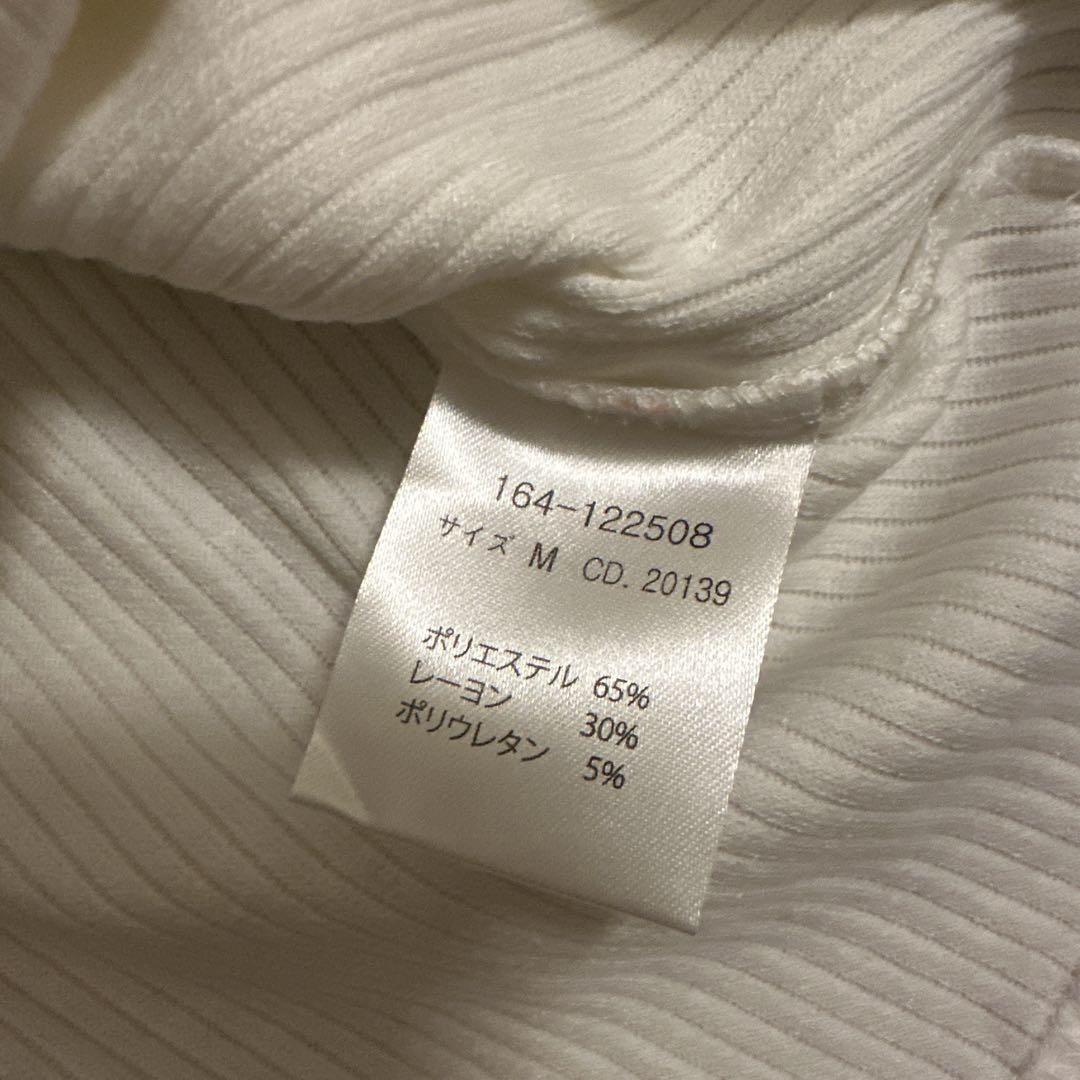 164-122508
サイズ M CD. 20139
ポリエステル 65%
レーヨン 30%
ポリウレタン 5%